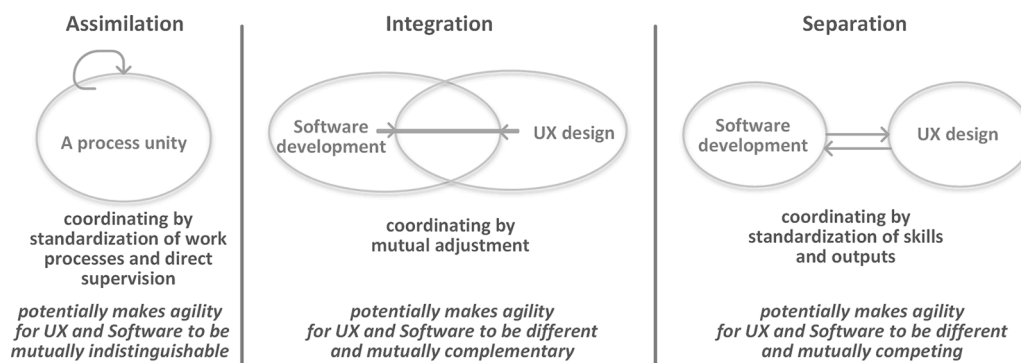 Assimilation
A process unity
coordinating by
standardization of work
processes and direct
supervision
potentially makes agility
for UX and Software to be
mutually indistinguishable
Integration
Software
development
UX design
coordinating by
mutual adjustment
potentially makes agility
for UX and Software to be different
and mutually complementary
Separation
Software
development
UX design
coordinating by
standardization of skills
and outputs
potentially makes agility
for UX and Software to be different
and mutually competing